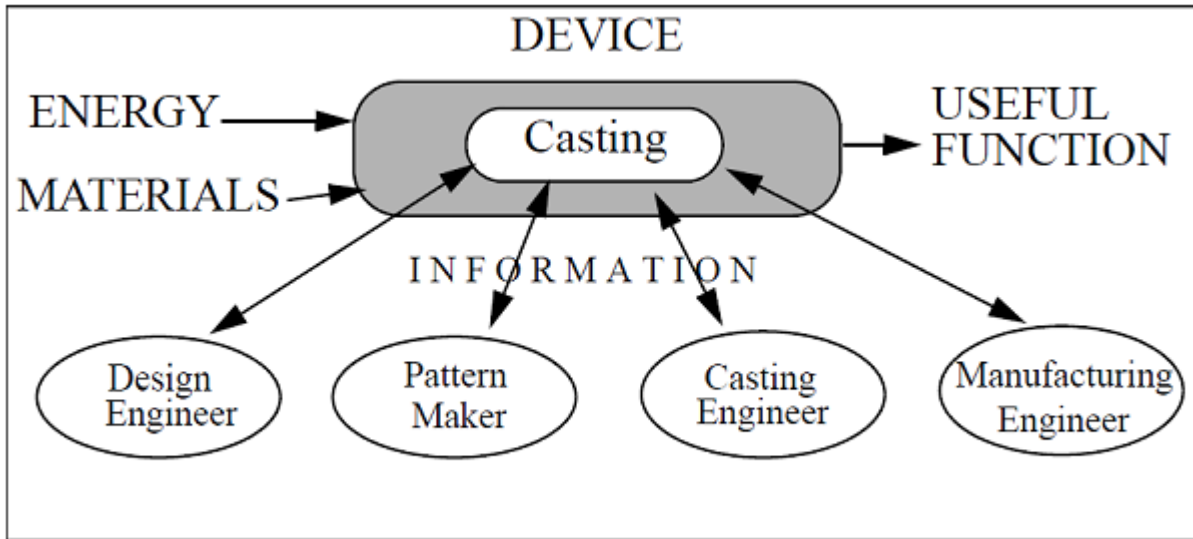 DEVICE
ENERGY
Casting
USEFUL
FUNCTION
MATERIALS
INFORMATION
Design
Engineer
Pattern
Maker
Casting
Engineer
Manufacturing
Engineer